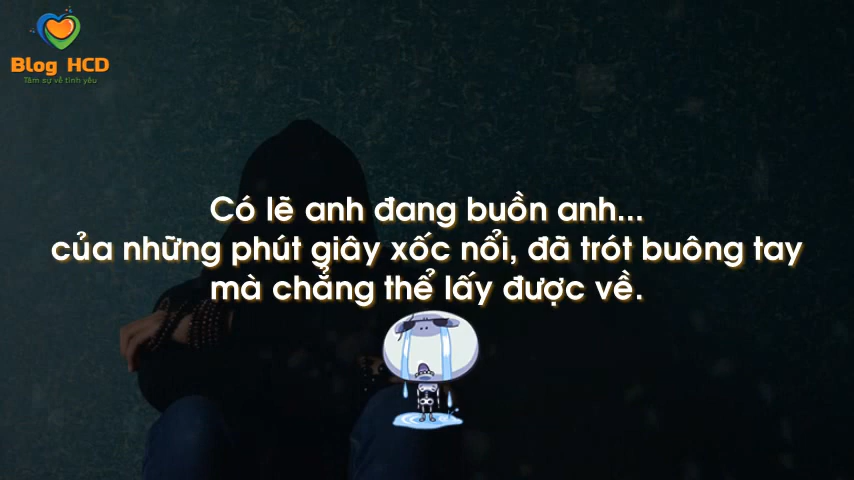 Blog HCD
Tâm sự về tình yêu
Có lẽ anh đang buồn anh...
của những phút giây xốc nổi, đã trót buông tay
mà chẳng thể lấy được về.